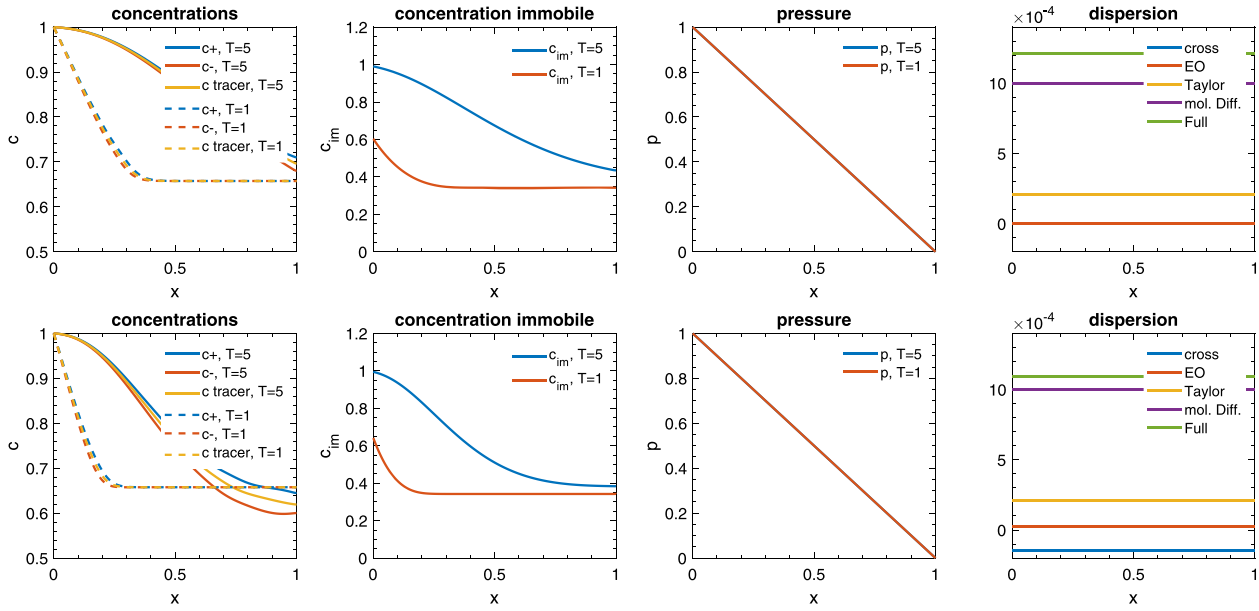 concentrations
c+, T=5
c-, T=5
c tracer, T=5
c+, T=1
c-, T=1
c tracer, T=1
1
0.9
0.8
0.7
0.6
0.5
c
0 0.5 1
x
concentration immobile
c_im, T=5
c_im, T=1
1.2
1
0.8
0.6
0.4
0.2
0
c_im
0 0.5 1
x
pressure
p, T=5
p, T=1
1
0.8
0.6
0.4
0.2
0
p
0 0.5 1
x
×10^-4
dispersion
cross
EO
Taylor
mol. Diff.
Full
10
5
0
0 0.5 1
x
concentrations
c+, T=5
c-, T=5
c tracer, T=5
c+, T=1
c-, T=1
c tracer, T=1
1
0.9
0.8
0.7
0.6
0.5
c
0 0.5 1
x
concentration immobile
c_im, T=5
c_im, T=1
1.2
1
0.8
0.6
0.4
0.2
0
c_im
0 0.5 1
x
pressure
p, T=5
p, T=1
1
0.8
0.6
0.4
0.2
0
p
0 0.5 1
x
×10^-4
dispersion
cross
EO
Taylor
mol. Diff.
Full
10
5
0
0 0.5 1
x